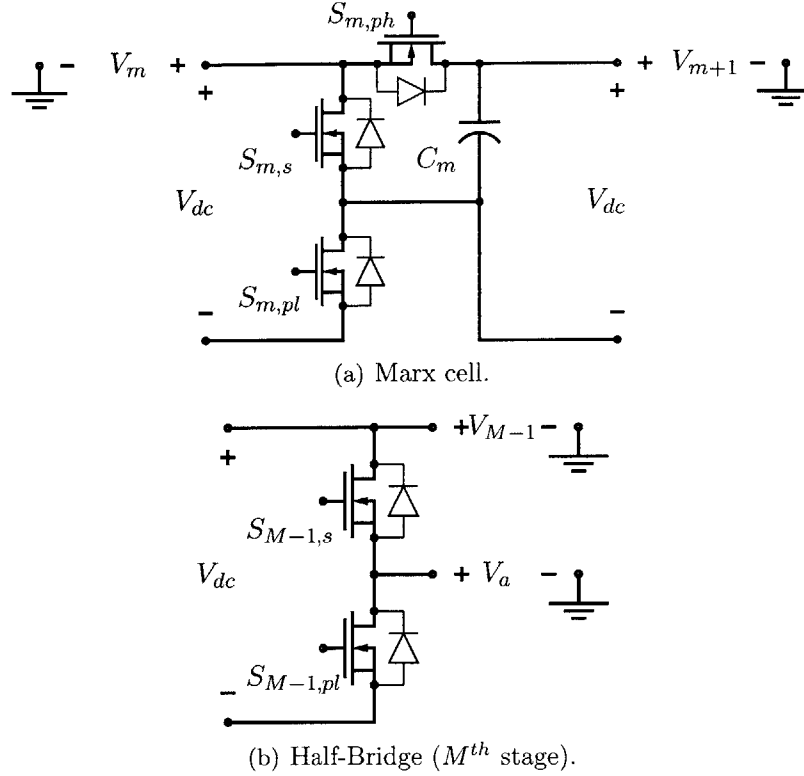 S_{m,ph}
− V_m + + V_{m+1} −
+ +
S_{m,s} C_m
V_{dc} V_{dc}
S_{m,pl}
− −
(a) Marx cell.
+V_{M−1} −
+
S_{M−1,s}
V_{dc} + V_a −
S_{M−1,pl}
−
(b) Half-Bridge (M^{th} stage).